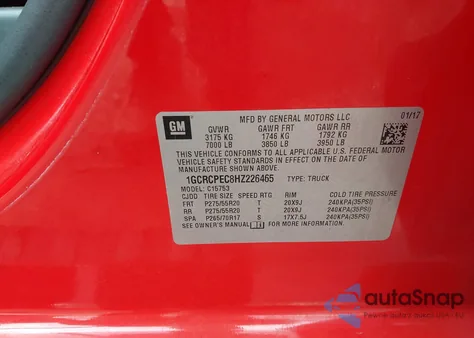 GM
MFD BY GENERAL MOTORS LLC
01/17
GVWR GAWR FRT GAWR RR
3175 KG 1746 KG 1792 KG
7000 LB 3850 LB 3950 LB
THIS VEHICLE CONFORMS TO ALL APPLICABLE U.S. FEDERAL MOTOR
VEHICLE SAFETY STANDARDS IN EFFECT ON THE DATE OF
MANUFACTURE SHOWN ABOVE.
1GCRCPEC8HZ226465 TYPE: TRUCK
MODEL: C15753
CJDD TIRE SIZE SPEED RTG RIM COLD TIRE PRESSURE
FRT P275/55R20 T 20X9J 240KPA(35PSI)
RR P275/55R20 T 20X9J 240KPA(35PSI)
SPA P265/70R17 S 17X7.5J 240KPA(35PSI)
SEE OWNER'S MANUAL
autoSnap